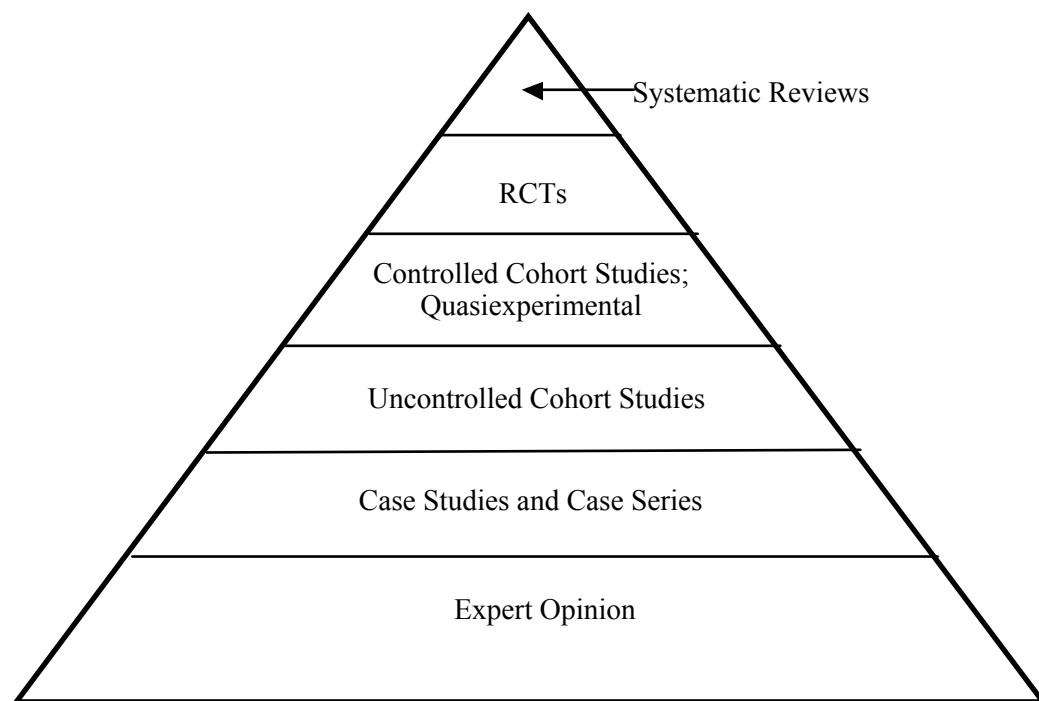 Systematic Reviews
RCTs
Controlled Cohort Studies;
Quasiexperimental
Uncontrolled Cohort Studies
Case Studies and Case Series
Expert Opinion